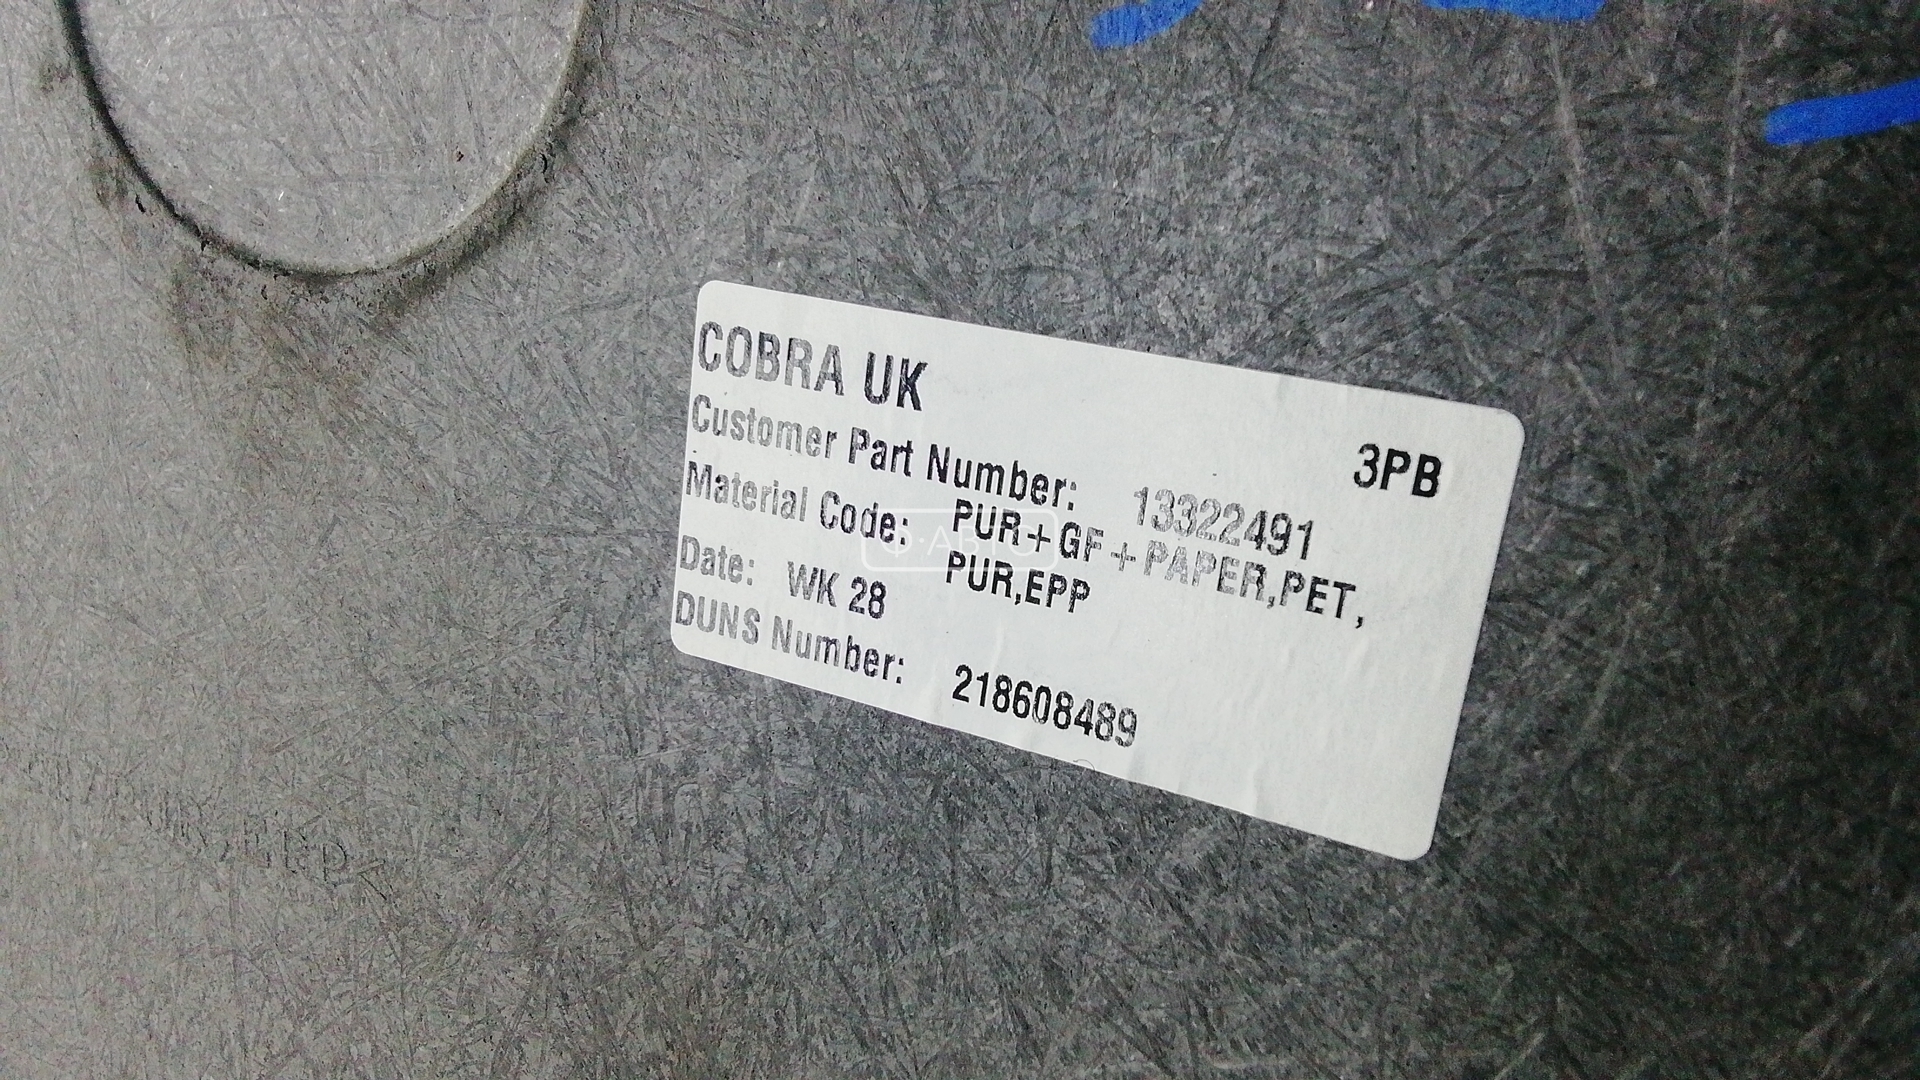 COBRA UK
3PB
Customer Part Number: 13322491
Material Code: PUR+GF+PAPER,PET,
PUR,EPP
Date: WK 28
DUNS Number: 218608489
Ф·АВТО